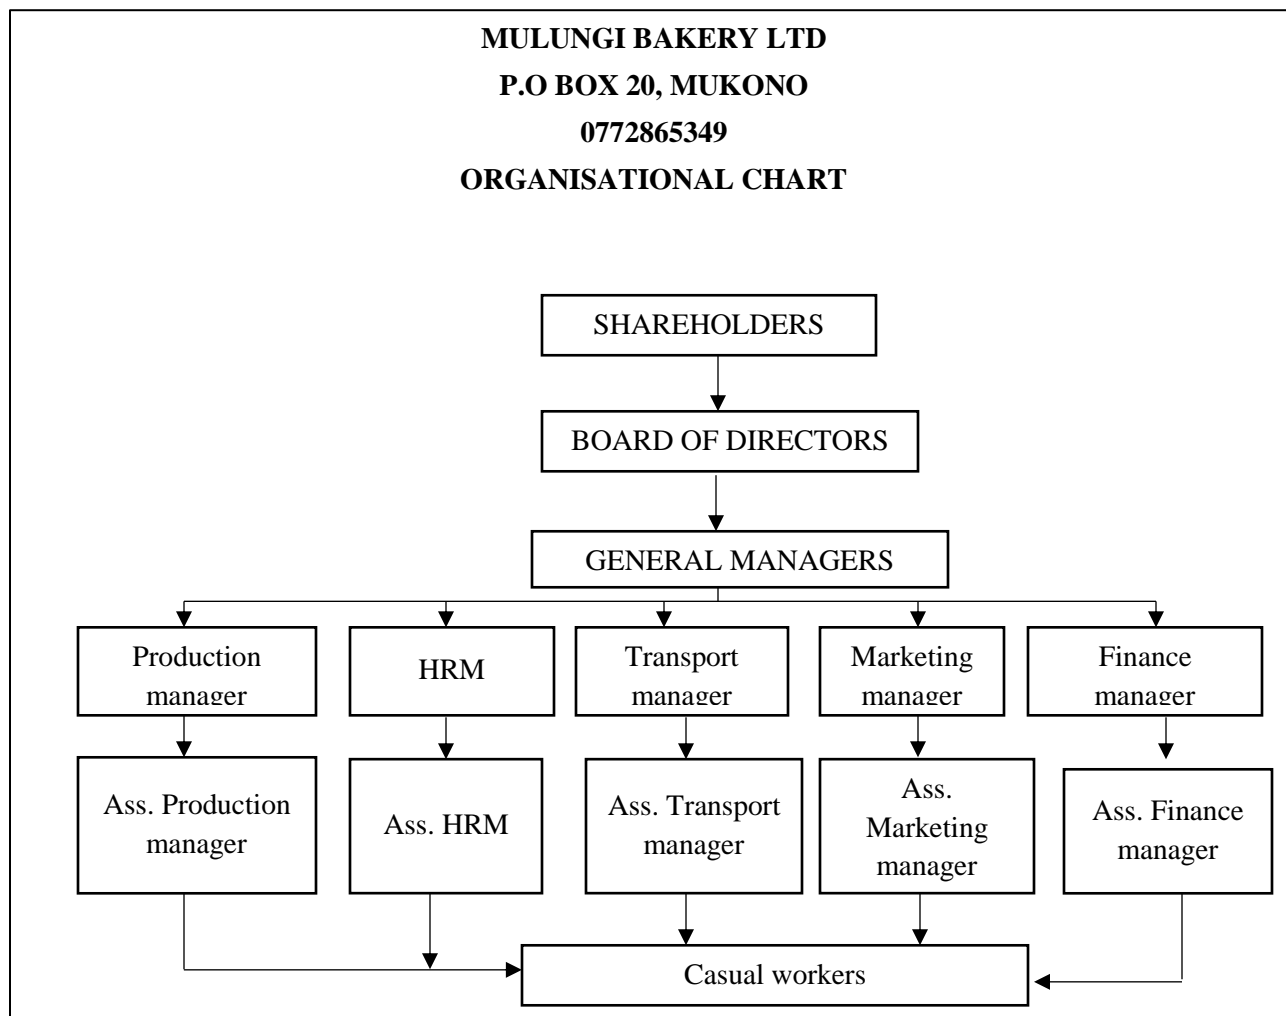 MULUNGI BAKERY LTD
P.O BOX 20, MUKONO
0772865349
ORGANISATIONAL CHART
SHAREHOLDERS
BOARD OF DIRECTORS
GENERAL MANAGERS
Production
manager
HRM
Transport
manager
Marketing
manager
Finance
manager
Ass. Production
manager
Ass. HRM
Ass. Transport
manager
Ass.
Marketing
manager
Ass. Finance
manager
Casual workers